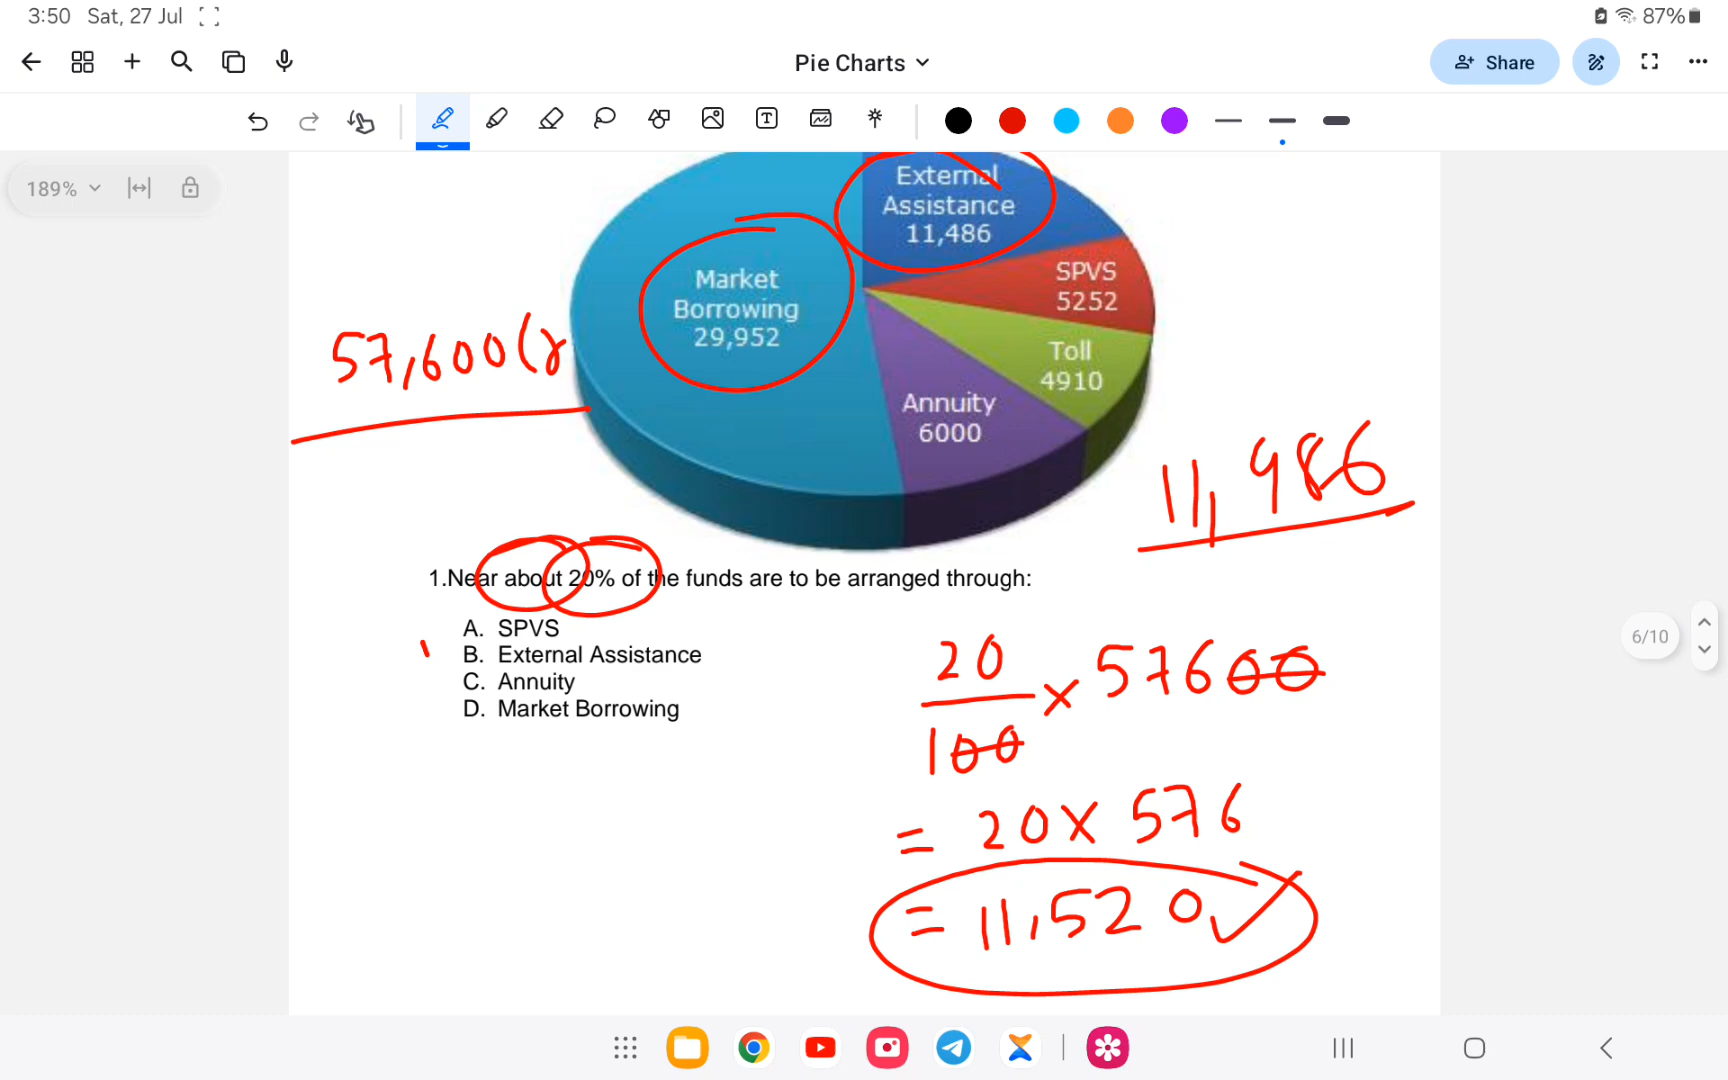 3:50 Sat, 27 Jul
87%
Pie Charts
Share
189%
External
Assistance
11,486
SPVS
5252
Market
Borrowing
29,952
Toll
4910
Annuity
6000
57,600(
11,486
1.Near about 20% of the funds are to be arranged through:
A. SPVS
B. External Assistance
C. Annuity
D. Market Borrowing
6/10
20/100 × 57600
= 20 × 576
= 11,520